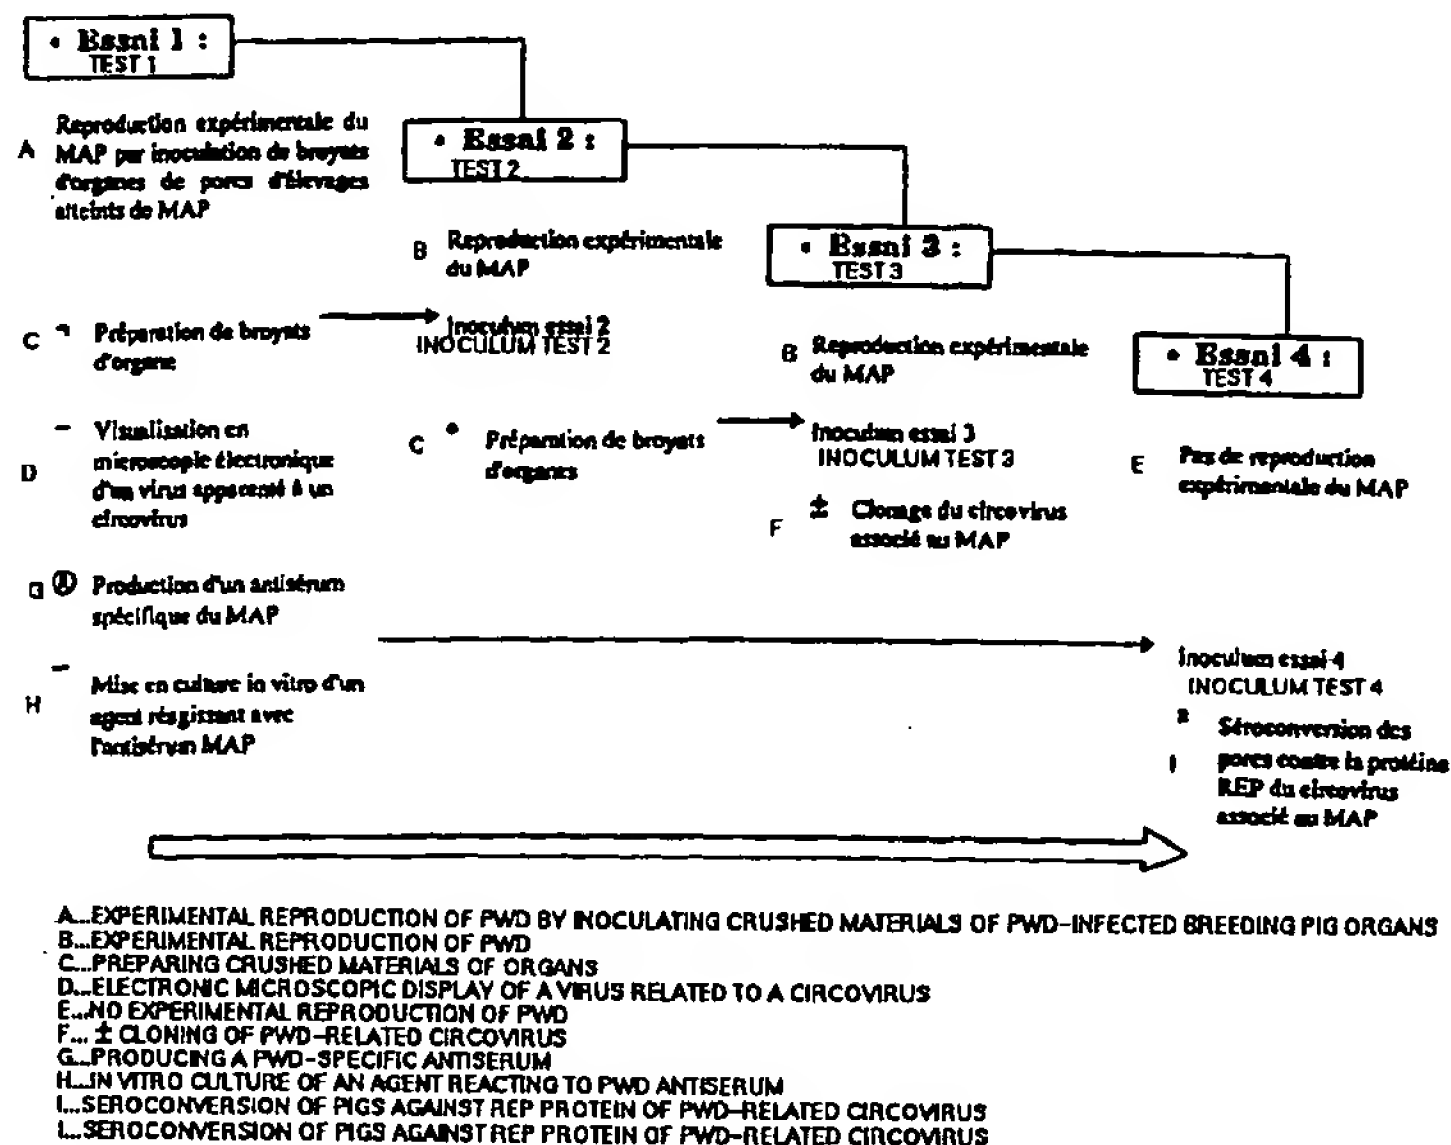 • Essai 1 :
TEST 1
A Reproduction expérimentale du
MAP par inoculation de broyats
d'organes de porcs d'élevages
atteints de MAP
• Essai 2 :
TEST 2
B Reproduction expérimentale
du MAP
• Essai 3 :
TEST 3
C Préparation de broyats
d'organe
Inoculum essai 2
INOCULUM TEST 2
B Reproduction expérimentale
du MAP
• Essai 4 :
TEST 4
D – Visualisation en
microscopie électronique
d'un virus apparenté à un
circovirus
C • Préparation de broyats
d'organes
Inoculum essai 3
INOCULUM TEST 3
F ± Clonage du circovirus
associé au MAP
E Pas de reproduction
expérimentale du MAP
G Production d'un antisérum
spécifique du MAP
H – Mise en culture in vitro d'un
agent réagissant avec
l'antisérum MAP
Inoculum essai 4
INOCULUM TEST 4
I Séroconversion des
porcs contre la protéine
REP du circovirus
associé au MAP
A...EXPERIMENTAL REPRODUCTION OF PWD BY INOCULATING CRUSHED MATERIALS OF PWD-INFECTED BREEDING PIG ORGANS
B...EXPERIMENTAL REPRODUCTION OF PWD
C...PREPARING CRUSHED MATERIALS OF ORGANS
D...ELECTRONIC MICROSCOPIC DISPLAY OF A VIRUS RELATED TO A CIRCOVIRUS
E...NO EXPERIMENTAL REPRODUCTION OF PWD
F... ± CLONING OF PWD-RELATED CIRCOVIRUS
G...PRODUCING A PWD-SPECIFIC ANTISERUM
H...IN VITRO CULTURE OF AN AGENT REACTING TO PWD ANTISERUM
I...SEROCONVERSION OF PIGS AGAINST REP PROTEIN OF PWD-RELATED CIRCOVIRUS
I...SEROCONVERSION OF PIGS AGAINST REP PROTEIN OF PWD-RELATED CIRCOVIRUS